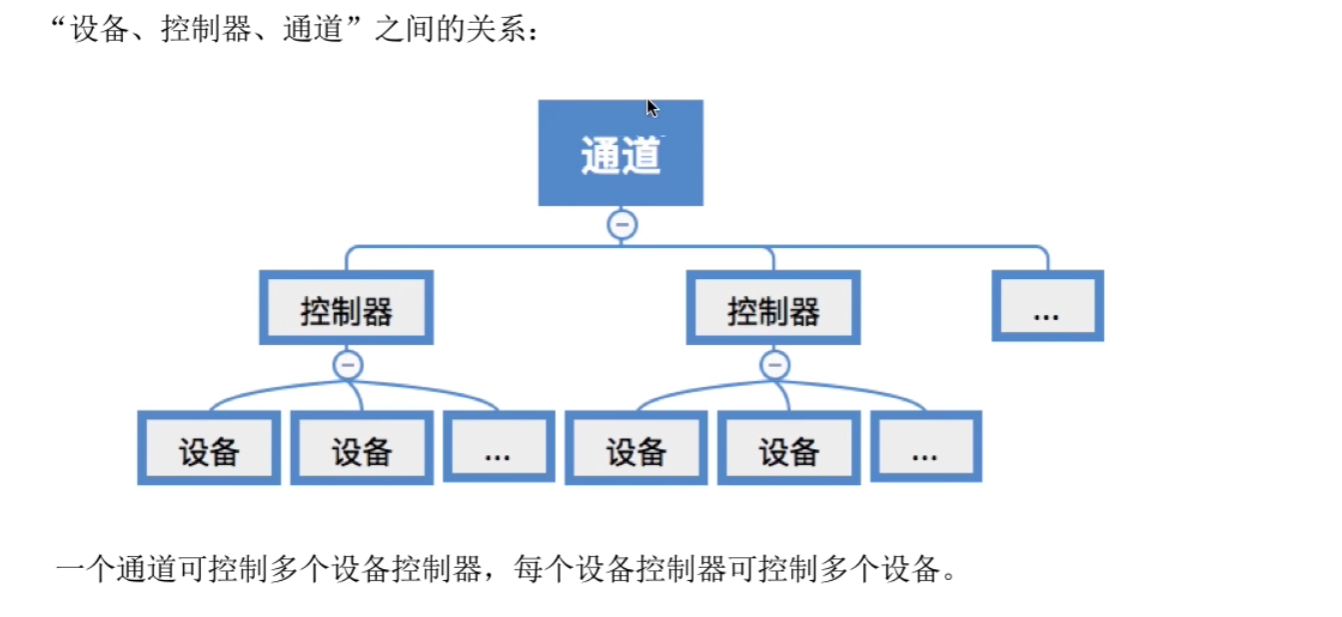 “设备、控制器、通道”之间的关系：
通道
控制器 控制器 ...
设备 设备 ... 设备 设备 ...
一个通道可控制多个设备控制器，每个设备控制器可控制多个设备。